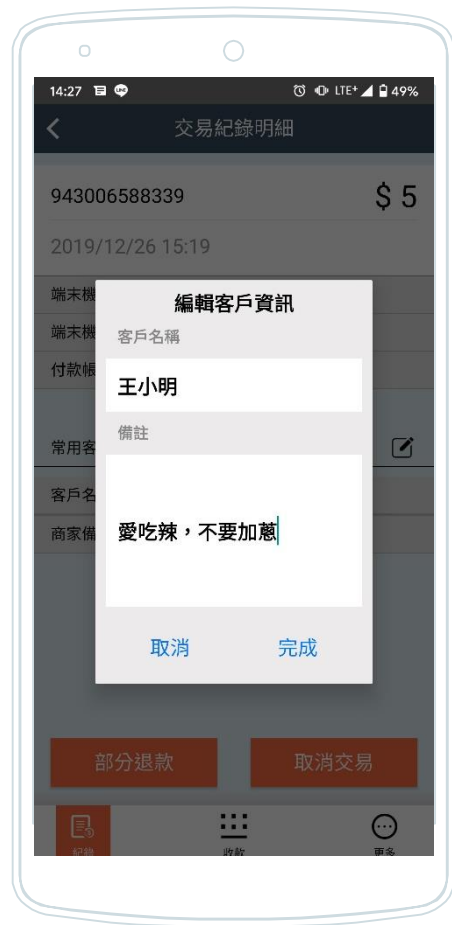 14:27
LTE+
49%
交易紀錄明細
943006588339
$ 5
2019/12/26 15:19
端末機
端末機
付款帳
編輯客戶資訊
客戶名稱
王小明
備註
愛吃辣，不要加蔥
取消
完成
常用客
客戶名
商家備
部分退款
取消交易
紀錄
收款
更多